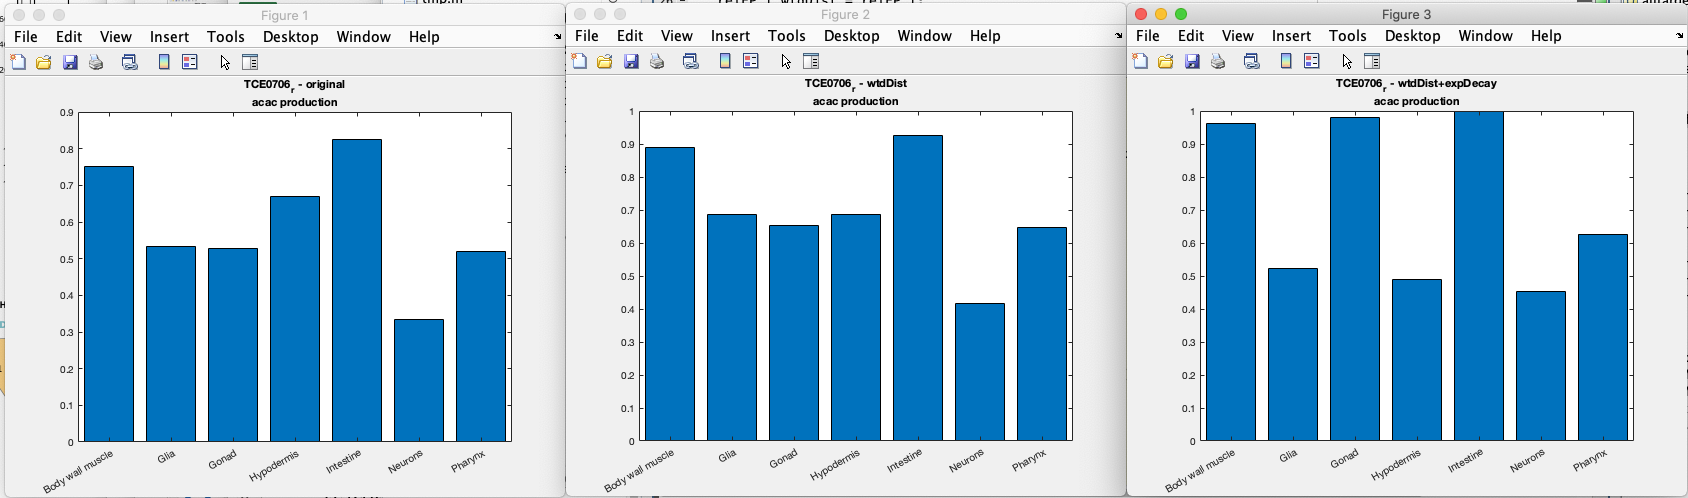 Figure 1
File Edit View Insert Tools Desktop Window Help
TCE0706r - original
acac production
0.9
0.8
0.7
0.6
0.5
0.4
0.3
0.2
0.1
0
Body wall muscle
Glia
Gonad
Hypodermis
Intestine
Neurons
Pharynx
Figure 2
File Edit View Insert Tools Desktop Window Help
TCE0706r - wtdDist
acac production
1
0.9
0.8
0.7
0.6
0.5
0.4
0.3
0.2
0.1
0
Body wall muscle
Glia
Gonad
Hypodermis
Intestine
Neurons
Pharynx
Figure 3
File Edit View Insert Tools Desktop Window Help
TCE0706r - wtdDist+expDecay
acac production
1
0.9
0.8
0.7
0.6
0.5
0.4
0.3
0.2
0.1
0
Body wall muscle
Glia
Gonad
Hypodermis
Intestine
Neurons
Pharynx